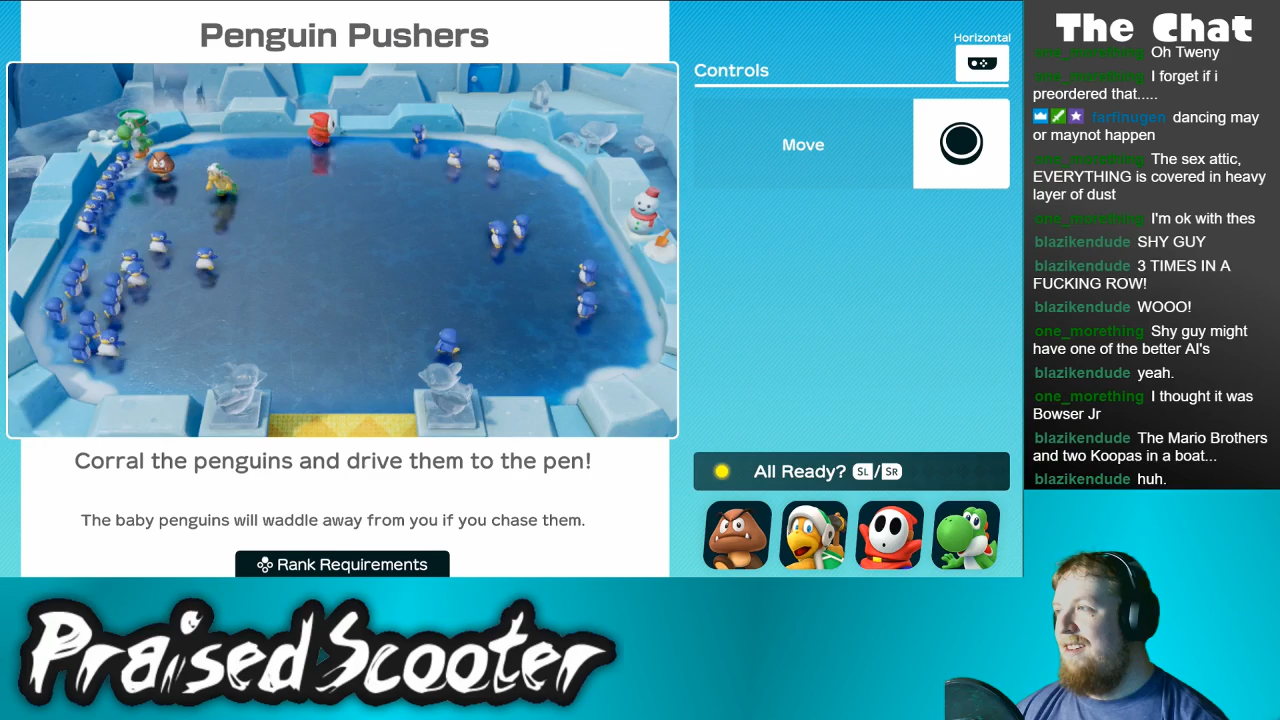 Penguin Pushers
Corral the penguins and drive them to the pen!
The baby penguins will waddle away from you if you chase them.
Rank Requirements
Horizontal
Controls
Move
All Ready? SL/SR
The Chat
one_morething Oh Tweny
one_morething I forget if i
preordered that.....
farfinugen dancing may
or maynot happen
one_morething The sex attic,
EVERYTHING is covered in heavy
layer of dust
one_morething I'm ok with thes
blazikendude SHY GUY
blazikendude 3 TIMES IN A
FUCKING ROW!
blazikendude WOOO!
one_morething Shy guy might
have one of the better AI's
blazikendude yeah.
one_morething I thought it was
Bowser Jr
blazikendude The Mario Brothers
and two Koopas in a boat...
blazikendude huh.
PraisedScooter